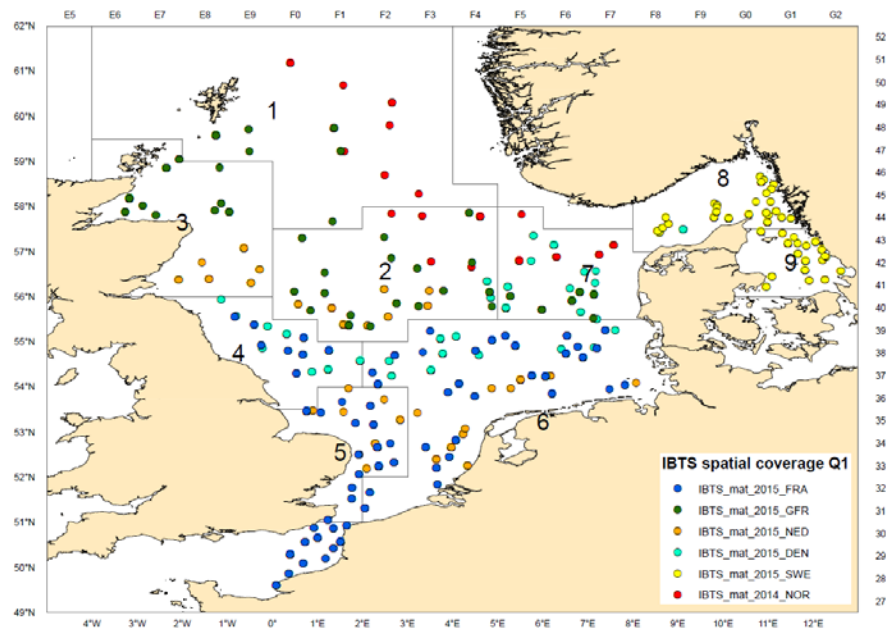 E5 E6 E7 E8 E9 F0 F1 F2 F3 F4 F5 F6 F7 F8 F9 G0 G1 G2
62°N
52
61°N
51
50
60°N
1
49
48
59°N
47
46
8
58°N
45
3
44
57°N
43
2
7
42
9
56°N
41
40
55°N
39
4
38
54°N
37
36
53°N
6
35
5
34
52°N
33
IBTS spatial coverage Q1
32
IBTS_mat_2015_FRA
51°N
31
IBTS_mat_2015_GFR
30
IBTS_mat_2015_NED
50°N
29
IBTS_mat_2015_DEN
28
IBTS_mat_2015_SWE
27
IBTS_mat_2014_NOR
49°N
4°W 3°W 2°W 1°W 0° 1°E 2°E 3°E 4°E 5°E 6°E 7°E 8°E 9°E 10°E 11°E 12°E